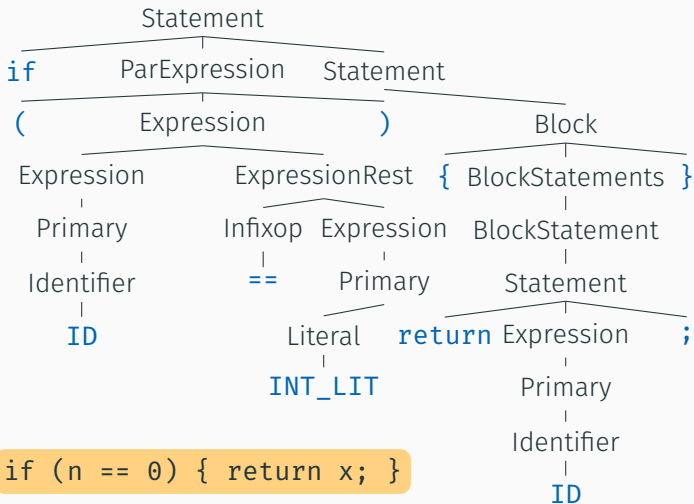 Statement
if ParExpression Statement
( Expression ) Block
Expression ExpressionRest { BlockStatements }
Primary Infixop Expression BlockStatement
Identifier == Primary Statement
ID Literal return Expression ;
INT_LIT Primary
if (n == 0) { return x; } Identifier
ID